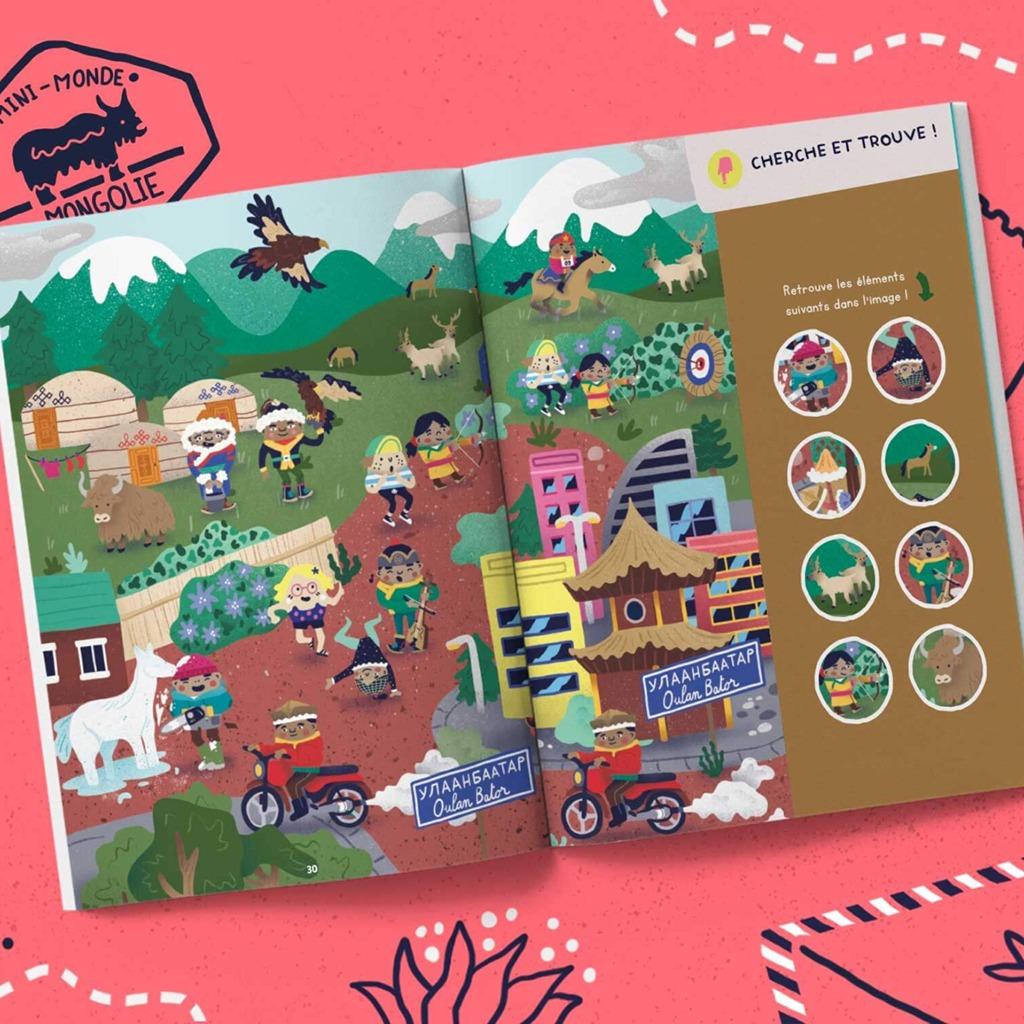 MINI-MONDE
MONGOLIE
CHERCHE ET TROUVE !
Retrouve les éléments
suivants dans l'image !
УЛААНБААТАР
Oulan Bator
УЛААНБААТАР
Oulan Bator
30